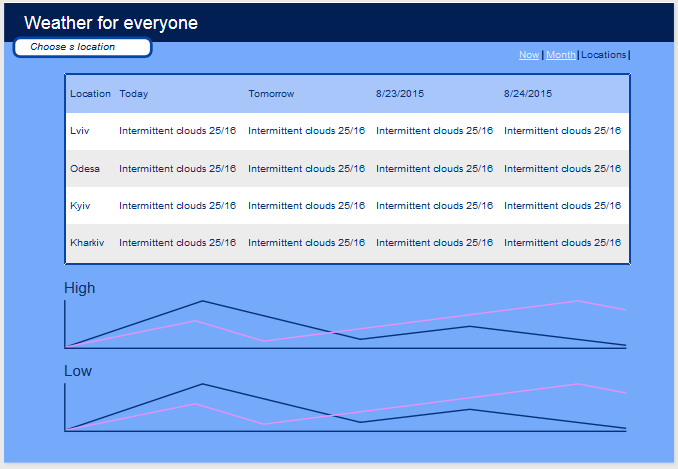 Weather for everyone
Choose s location
Now | Month | Locations |
Location Today Tomorrow 8/23/2015 8/24/2015
Lviv Intermittent clouds 25/16 Intermittent clouds 25/16 Intermittent clouds 25/16 Intermittent clouds 25/16
Odesa Intermittent clouds 25/16 Intermittent clouds 25/16 Intermittent clouds 25/16 Intermittent clouds 25/16
Kyiv Intermittent clouds 25/16 Intermittent clouds 25/16 Intermittent clouds 25/16 Intermittent clouds 25/16
Kharkiv Intermittent clouds 25/16 Intermittent clouds 25/16 Intermittent clouds 25/16 Intermittent clouds 25/16
High
Low